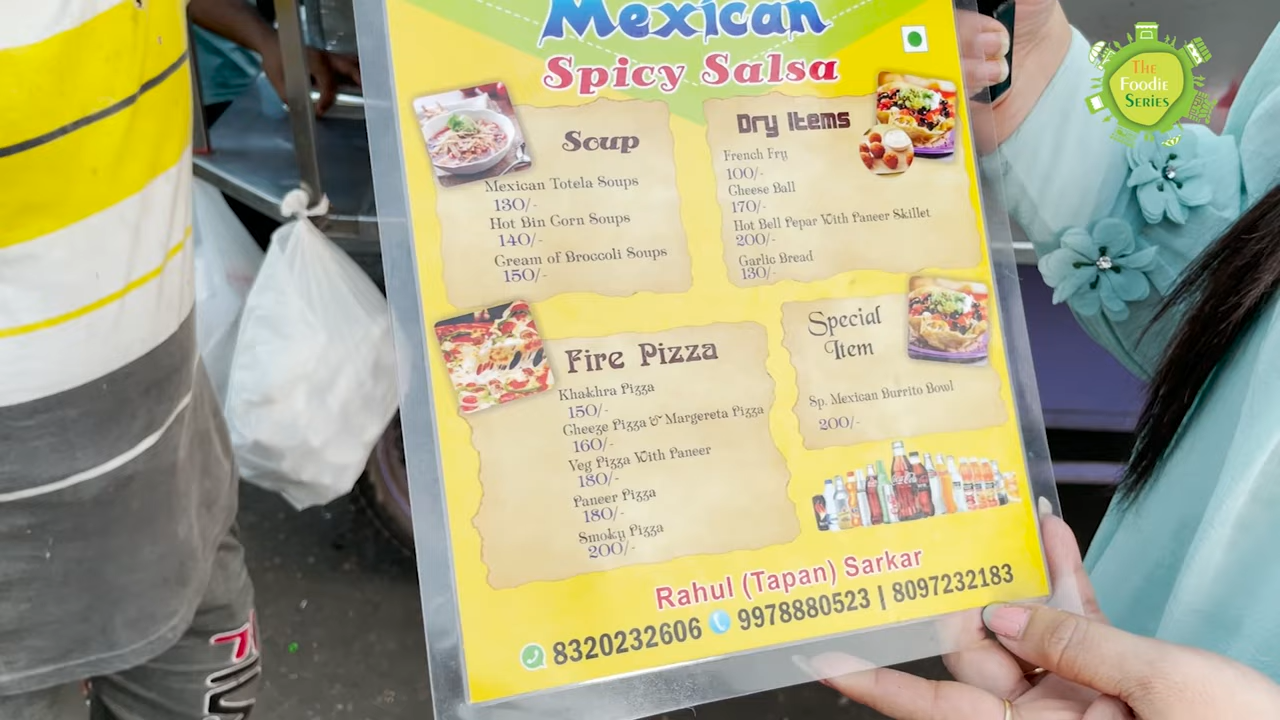 Mexican
Spicy Salsa
The
Foodie
Series
Soup
Mexican Totela Soups
130/-
Hot Bin Corn Soups
140/-
Cream of Broccoli Soups
150/-
Dry Items
French Fry
100/-
Cheese Ball
170/-
Hot Bell Pepar With Paneer Skillet
200/-
Garlic Bread
130/-
Fire Pizza
Khakhra Pizza
150/-
Cheeze Pizza & Margereta Pizza
160/-
Veg Pizza With Paneer
180/-
Paneer Pizza
180/-
Smoky Pizza
200/-
Special
Item
Sp. Mexican Burrito Bowl
200/-
Rahul (Tapan) Sarkar
8320232606 9978880523 | 8097232183